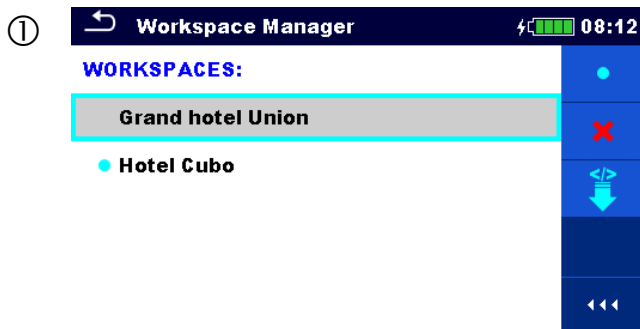 ①
Workspace Manager 08:12
WORKSPACES:
Grand hotel Union
Hotel Cubo
</>